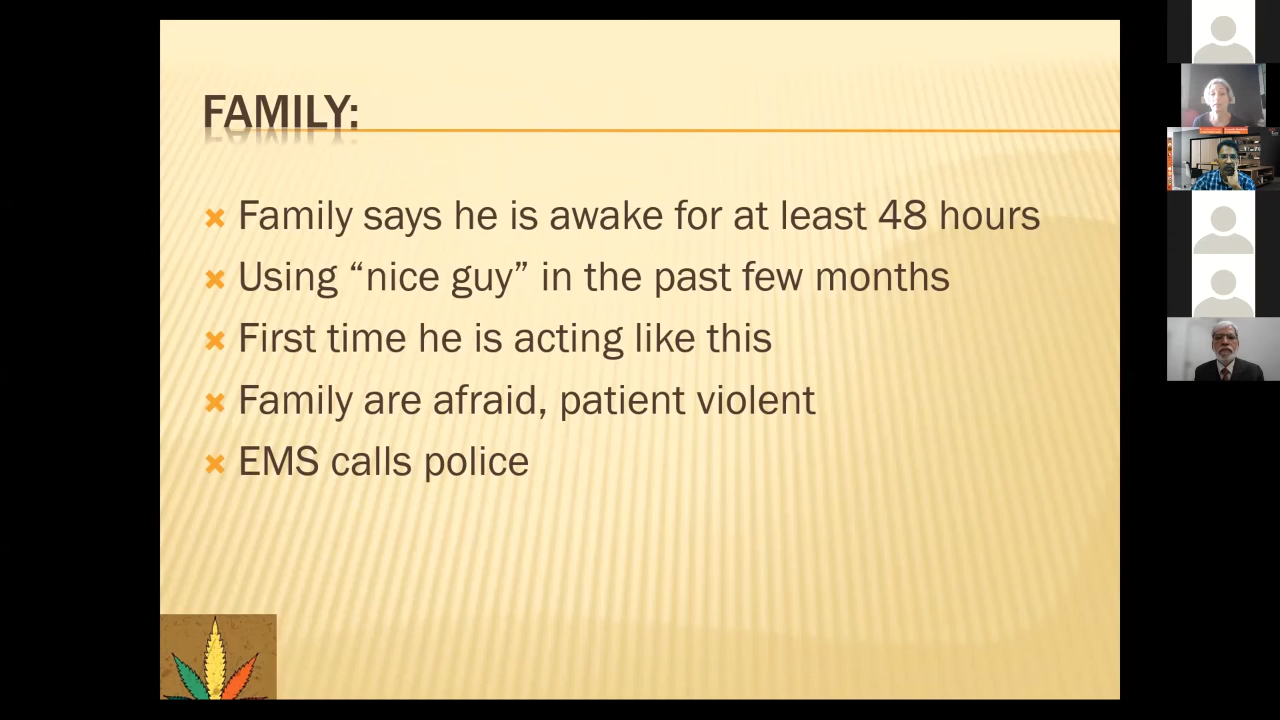 FAMILY:
Family says he is awake for at least 48 hours
Using “nice guy” in the past few months
First time he is acting like this
Family are afraid, patient violent
EMS calls police